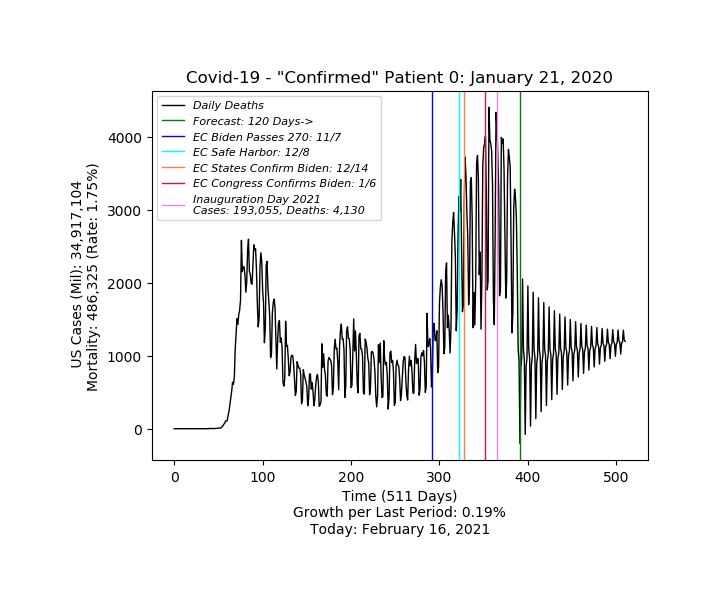 Covid-19 - "Confirmed" Patient 0: January 21, 2020
Daily Deaths
Forecast: 120 Days->
EC Biden Passes 270: 11/7
EC Safe Harbor: 12/8
EC States Confirm Biden: 12/14
EC Congress Confirms Biden: 1/6
Inauguration Day 2021
Cases: 193,055, Deaths: 4,130
US Cases (Mil): 34,917,104
Mortality: 486,325 (Rate: 1.75%)
4000
3000
2000
1000
0
0 100 200 300 400 500
Time (511 Days)
Growth per Last Period: 0.19%
Today: February 16, 2021